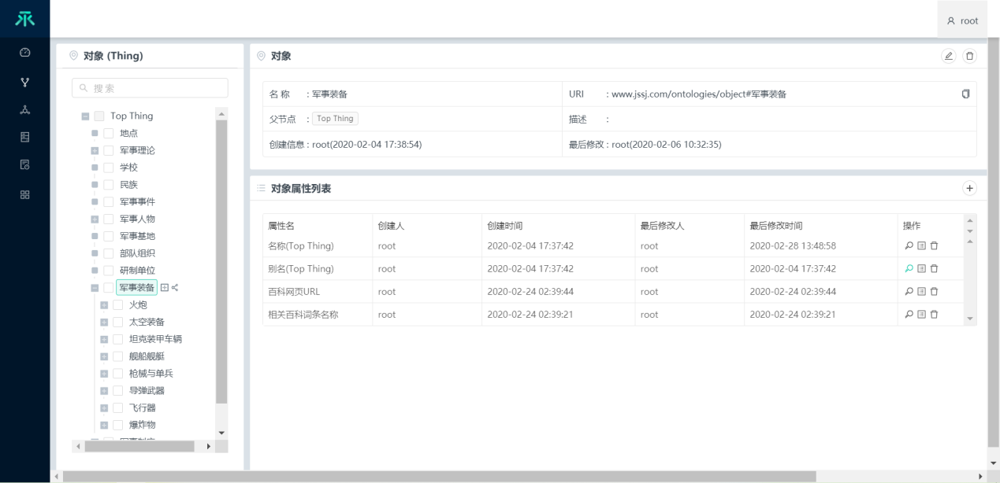 root
对象 (Thing)
搜索
Top Thing
地点
军事理论
学校
民族
军事事件
军事人物
军事基地
部队组织
研制单位
军事装备
火炮
太空装备
坦克装甲车辆
舰船舰艇
枪械与单兵
导弹武器
飞行器
爆炸物
对象
名 称 : 军事装备
URI : www.jssj.com/ontologies/object#军事装备
父节点 : Top Thing
描述 :
创建信息 : root(2020-02-04 17:38:54)
最后修改 : root(2020-02-06 10:32:35)
对象属性列表
属性名 创建人 创建时间 最后修改人 最后修改时间 操作
名称(Top Thing) root 2020-02-04 17:37:42 root 2020-02-28 13:48:58
别名(Top Thing) root 2020-02-04 17:37:42 root 2020-02-04 17:37:42
百科网页URL root 2020-02-24 02:39:44 root 2020-02-24 02:39:44
相关百科词条名称 root 2020-02-24 02:39:21 root 2020-02-24 02:39:21